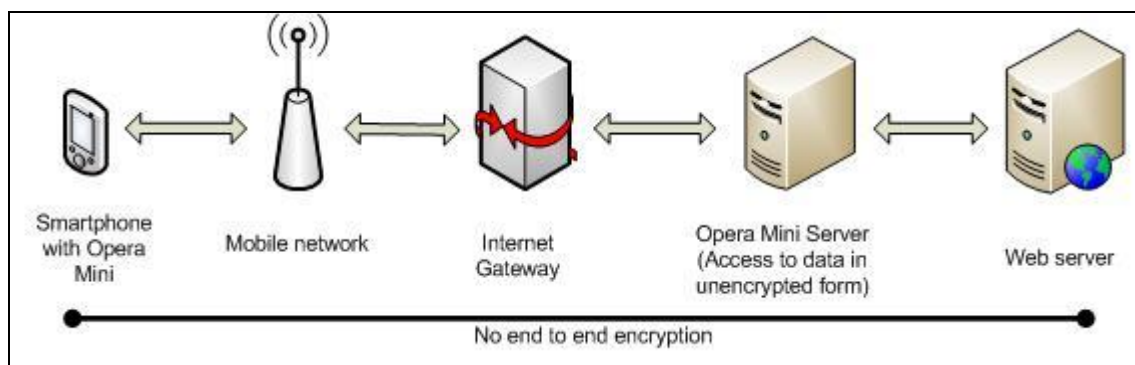 Smartphone
with Opera
Mini
Mobile network
Internet
Gateway
Opera Mini Server
(Access to data in
unencrypted form)
Web server
No end to end encryption